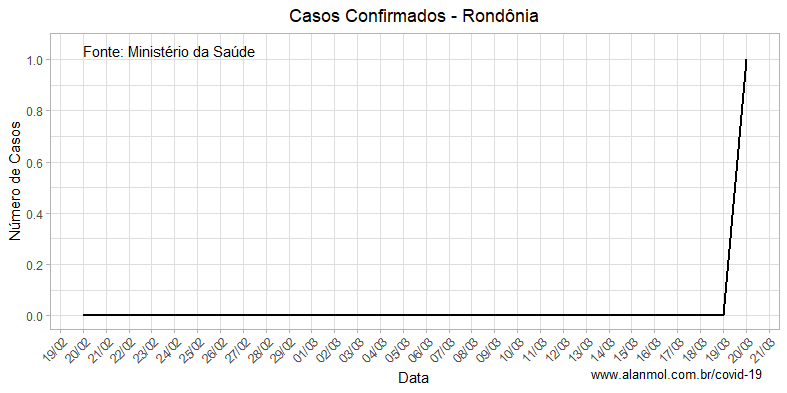 Casos Confirmados - Rondônia
Fonte: Ministério da Saúde
Número de Casos
1.0
0.8
0.6
0.4
0.2
0.0
19/02 20/02 21/02 22/02 23/02 24/02 25/02 26/02 27/02 28/02 29/02 01/03 02/03 03/03 04/03 05/03 06/03 07/03 08/03 09/03 10/03 11/03 12/03 13/03 14/03 15/03 16/03 17/03 18/03 19/03 20/03 21/03
Data
www.alanmol.com.br/covid-19